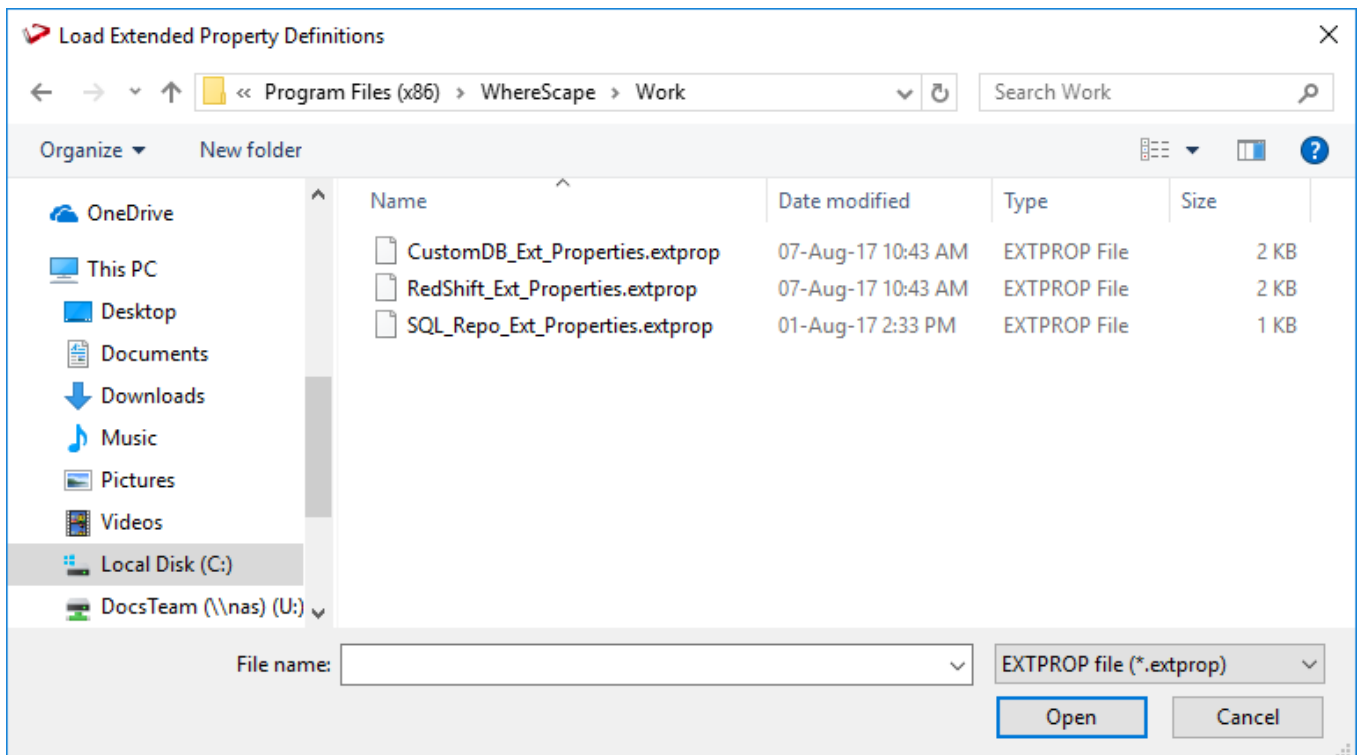 Load Extended Property Definitions
« Program Files (x86) > WhereScape > Work
Search Work
Organize
New folder
OneDrive
This PC
Desktop
Documents
Downloads
Music
Pictures
Videos
Local Disk (C:)
DocsTeam (\\nas) (U:)
Name Date modified Type Size
CustomDB_Ext_Properties.extprop 07-Aug-17 10:43 AM EXTPROP File 2 KB
RedShift_Ext_Properties.extprop 07-Aug-17 10:43 AM EXTPROP File 2 KB
SQL_Repo_Ext_Properties.extprop 01-Aug-17 2:33 PM EXTPROP File 1 KB
File name:
EXTPROP file (*.extprop)
Open Cancel